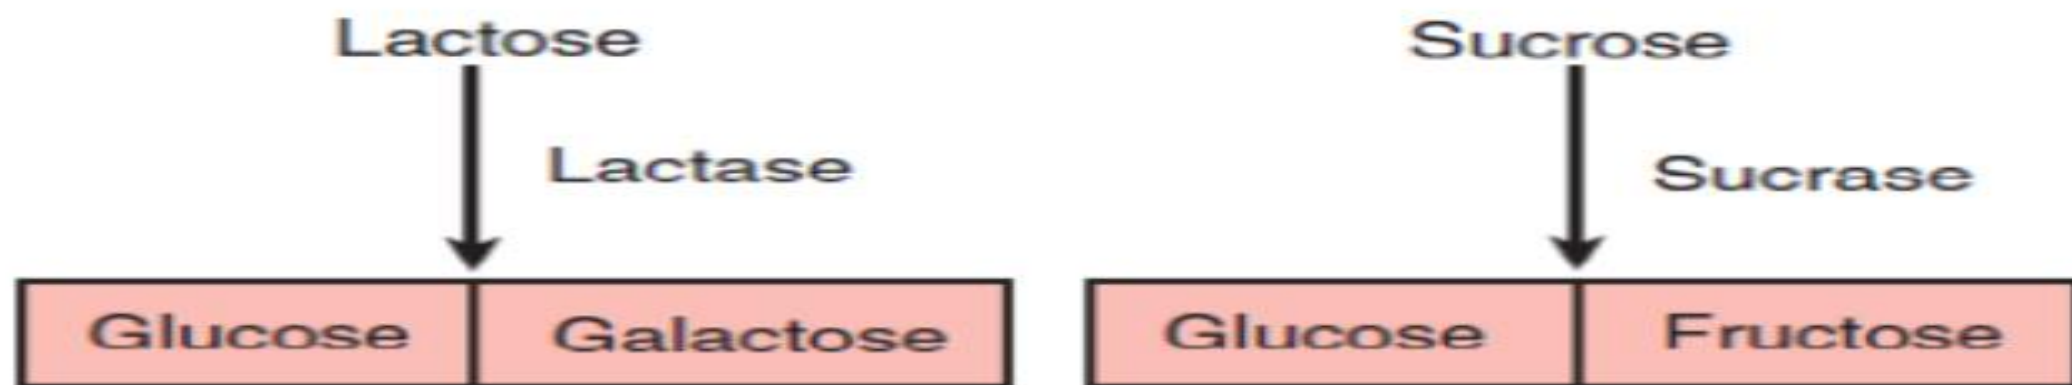 Lactose
Sucrose
Lactase
Sucrase
Glucose Galactose
Glucose Fructose